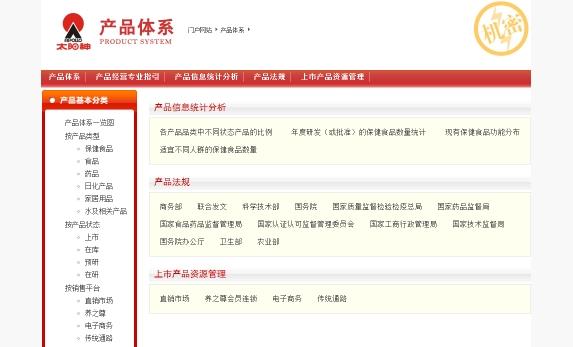 APOLLO
太阳神
产品体系
PRODUCT SYSTEM
门户网站 产品体系
机密
产品体系 产品经营专业指引 产品信息统计分析 产品法规 上市产品资源管理
产品基本分类
产品体系一览图
按产品类型
保健食品
食品
药品
日化产品
家居用品
水及相关产品
按产品状态
上市
在库
预研
在研
按销售平台
直销市场
养之尊
电子商务
传统通路
产品信息统计分析
各产品品类中不同状态产品的比例 年度研发（或批准）的保健食品数量统计 现有保健食品功能分布
适宜不同人群的保健食品数量
产品法规
商务部 联合发文 科学技术部 国务院 国家质量监督检验检疫总局 国家药品监督局
国家食品药品监督管理局 国家认证认可监督管理委员会 国家工商行政管理局 国家技术监督局
国务院办公厅 卫生部 农业部
上市产品资源管理
直销市场 养之尊会员连锁 电子商务 传统通路